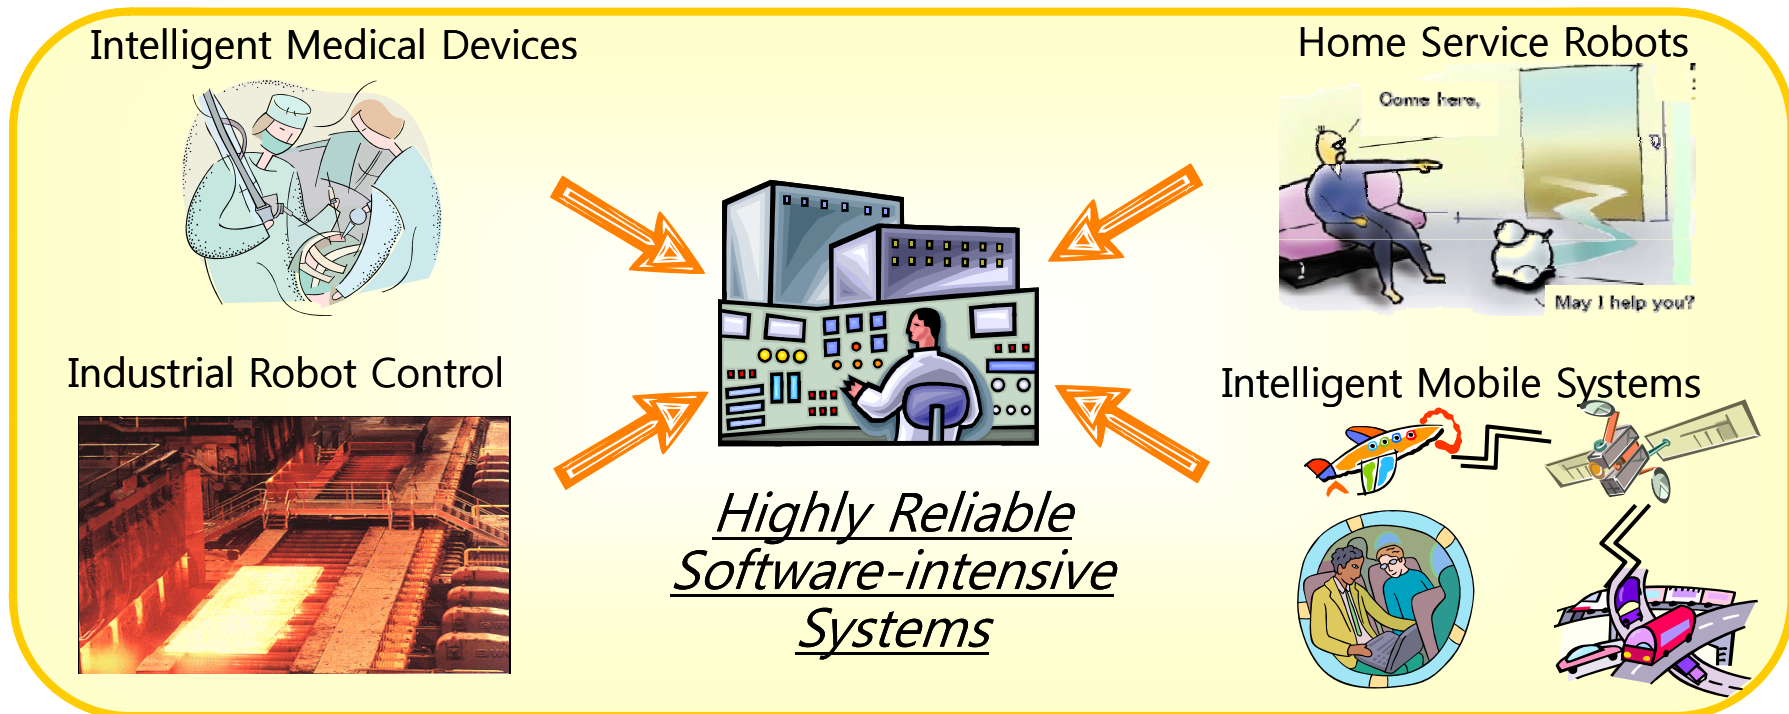 Intelligent Medical Devices
Home Service Robots
Come here,
May I help you?
Industrial Robot Control
Intelligent Mobile Systems
Highly Reliable
Software-intensive
Systems